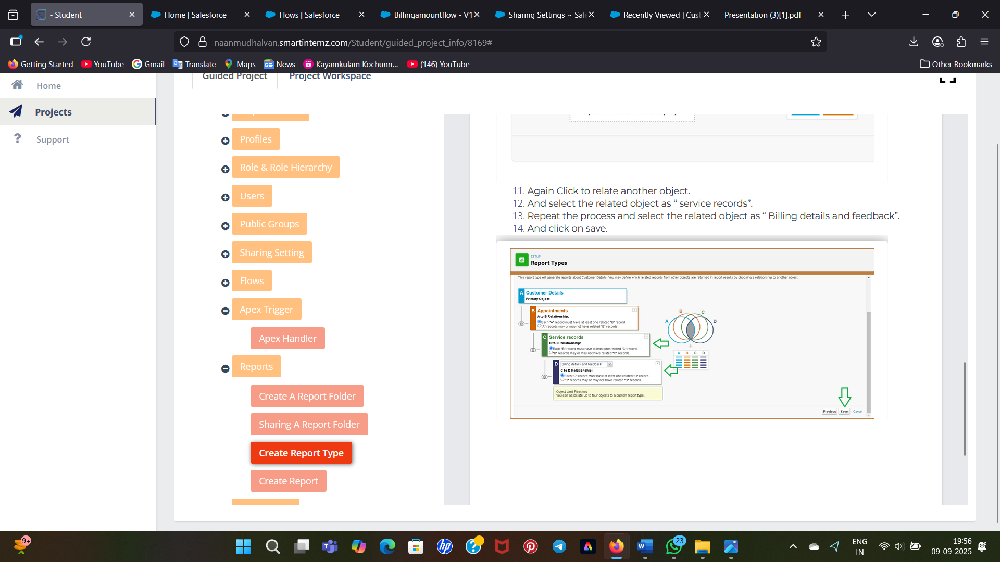 - Student
Home | Salesforce
Flows | Salesforce
Billingamountflow - V1
Sharing Settings ~ Sal
Recently Viewed | Cust
Presentation (3)[1].pdf
naanmudhalvan.smartinternz.com/Student/guided_project_info/8169#
Getting Started
YouTube
Gmail
Translate
Maps
News
Kayamkulam Kochunn...
(146) YouTube
Other Bookmarks
Home
Projects
Support
Guided Project
Project Workspace
Profiles
Role & Role Hierarchy
Users
Public Groups
Sharing Setting
Flows
Apex Trigger
Apex Handler
Reports
Create A Report Folder
Sharing A Report Folder
Create Report Type
Create Report
11. Again Click to relate another object.
12. And select the related object as “ service records”.
13. Repeat the process and select the related object as “ Billing details and feedback”.
14. And click on save.
SETUP
Report Types
This report type will generate reports about Customer Details. You may define which related records from other objects are returned in report results by choosing a relationship to another object.
A Customer Details
Primary Object
B Appointments
A to B Relationship:
Each "A" record must have at least one related "B" record.
"A" records may or may not have related "B" records.
C Service records
B to C Relationship:
Each "B" record must have at least one related "C" record.
"B" records may or may not have related "C" records.
D Billing details and feedback
C to D Relationship:
Each "C" record must have at least one related "D" record.
"C" records may or may not have related "D" records.
Object Limit Reached
You can associate up to four objects to a custom report type.
A B C D
A B C D
Previous Save Cancel
9+
23
ENG
IN
19:56
09-09-2025